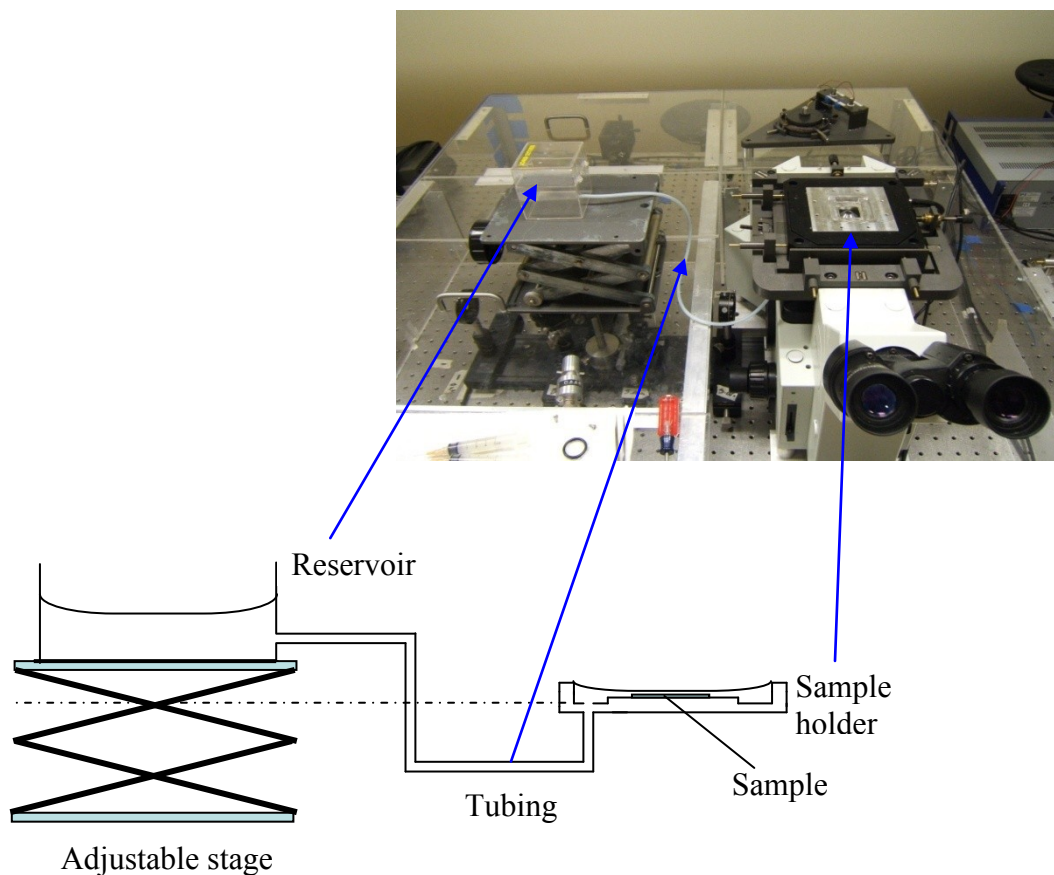 Reservoir
Sample
holder
Sample
Tubing
Adjustable stage